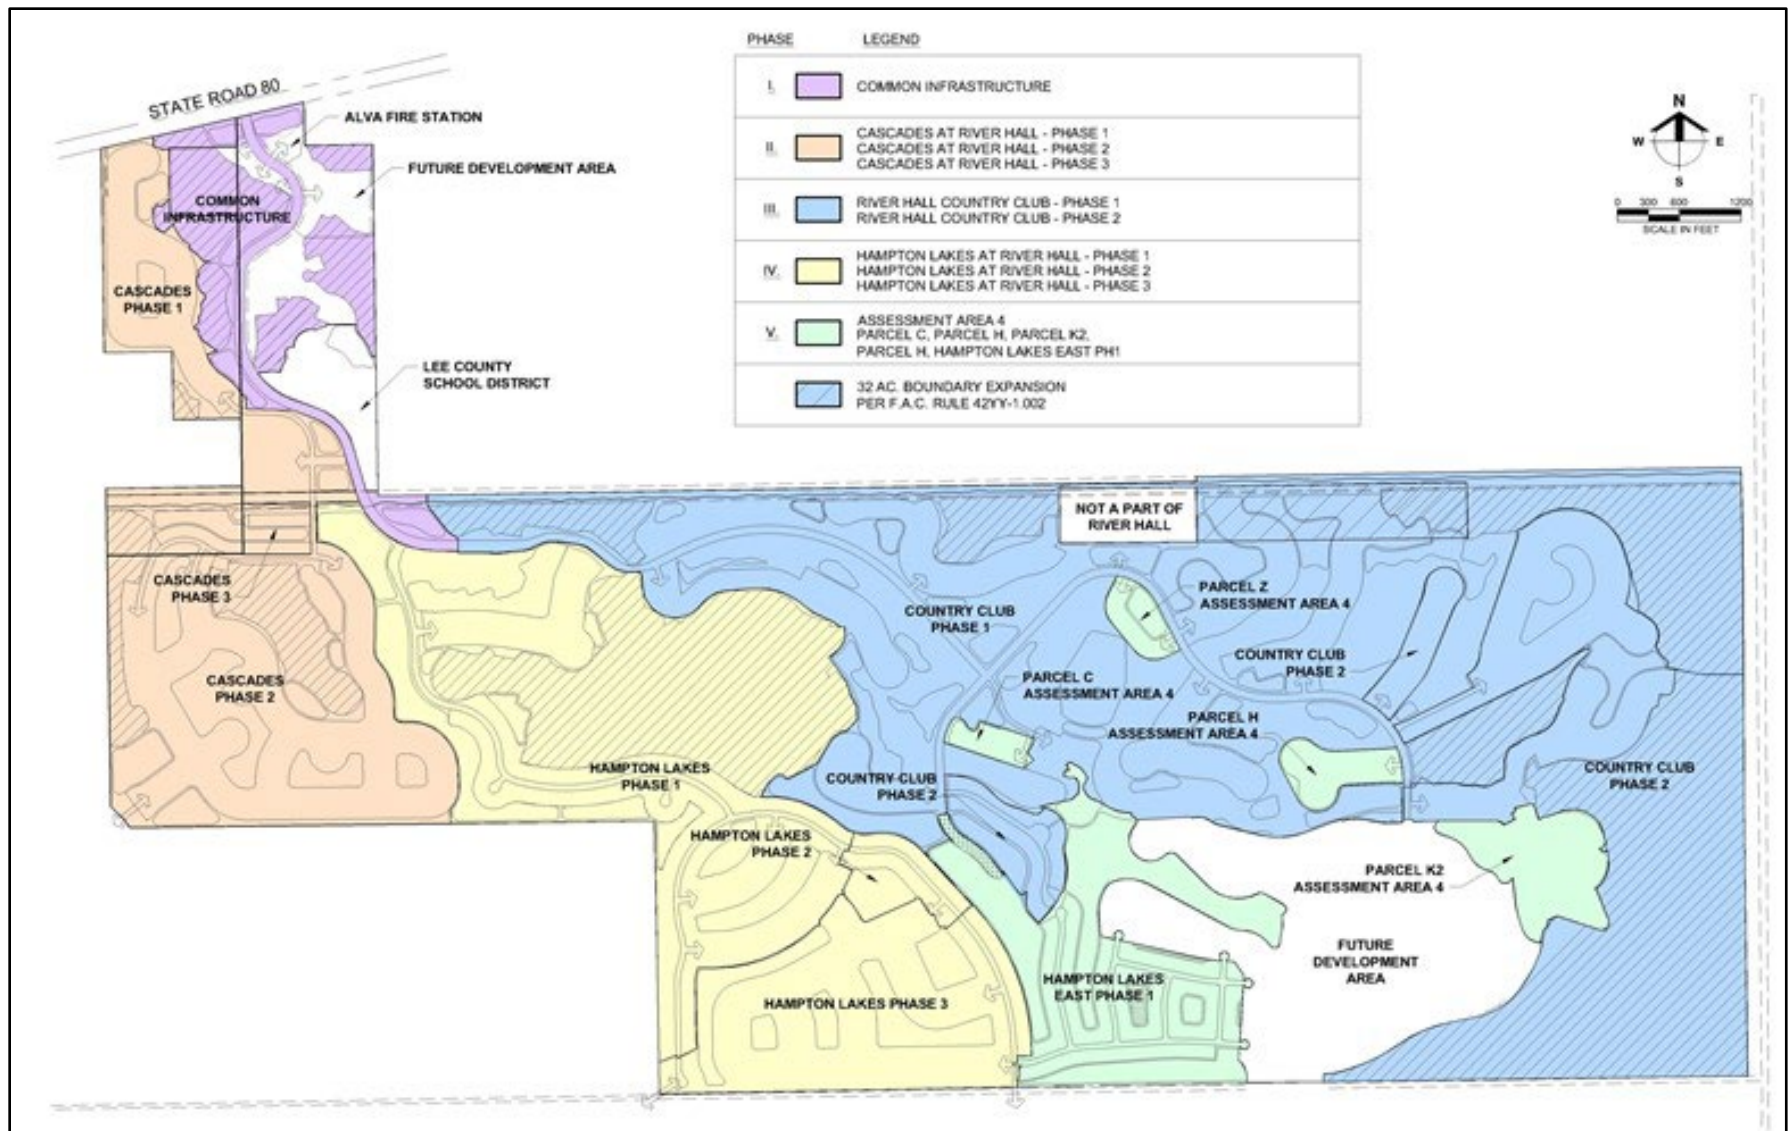 PHASE LEGEND
I. COMMON INFRASTRUCTURE
II. CASCADES AT RIVER HALL - PHASE 1
CASCADES AT RIVER HALL - PHASE 2
CASCADES AT RIVER HALL - PHASE 3
III. RIVER HALL COUNTRY CLUB - PHASE 1
RIVER HALL COUNTRY CLUB - PHASE 2
IV. HAMPTON LAKES AT RIVER HALL - PHASE 1
HAMPTON LAKES AT RIVER HALL - PHASE 2
HAMPTON LAKES AT RIVER HALL - PHASE 3
V. ASSESSMENT AREA 4
PARCEL C, PARCEL H, PARCEL K2,
PARCEL H, HAMPTON LAKES EAST PH1
32 AC. BOUNDARY EXPANSION
PER F.A.C. RULE 42YY-1.002
N
W E
S
0 300 600 1200
SCALE IN FEET
STATE ROAD 80
ALVA FIRE STATION
FUTURE DEVELOPMENT AREA
COMMON
INFRASTRUCTURE
CASCADES
PHASE 1
LEE COUNTY
SCHOOL DISTRICT
NOT A PART OF
RIVER HALL
CASCADES
PHASE 3
PARCEL Z
ASSESSMENT AREA 4
COUNTRY CLUB
PHASE 1
COUNTRY CLUB
PHASE 2
CASCADES
PHASE 2
PARCEL C
ASSESSMENT AREA 4
PARCEL H
ASSESSMENT AREA 4
HAMPTON LAKES
PHASE 1
COUNTRY CLUB
PHASE 2
COUNTRY CLUB
PHASE 2
HAMPTON LAKES
PHASE 2
PARCEL K2
ASSESSMENT AREA 4
FUTURE
DEVELOPMENT
AREA
HAMPTON LAKES
EAST PHASE 1
HAMPTON LAKES PHASE 3